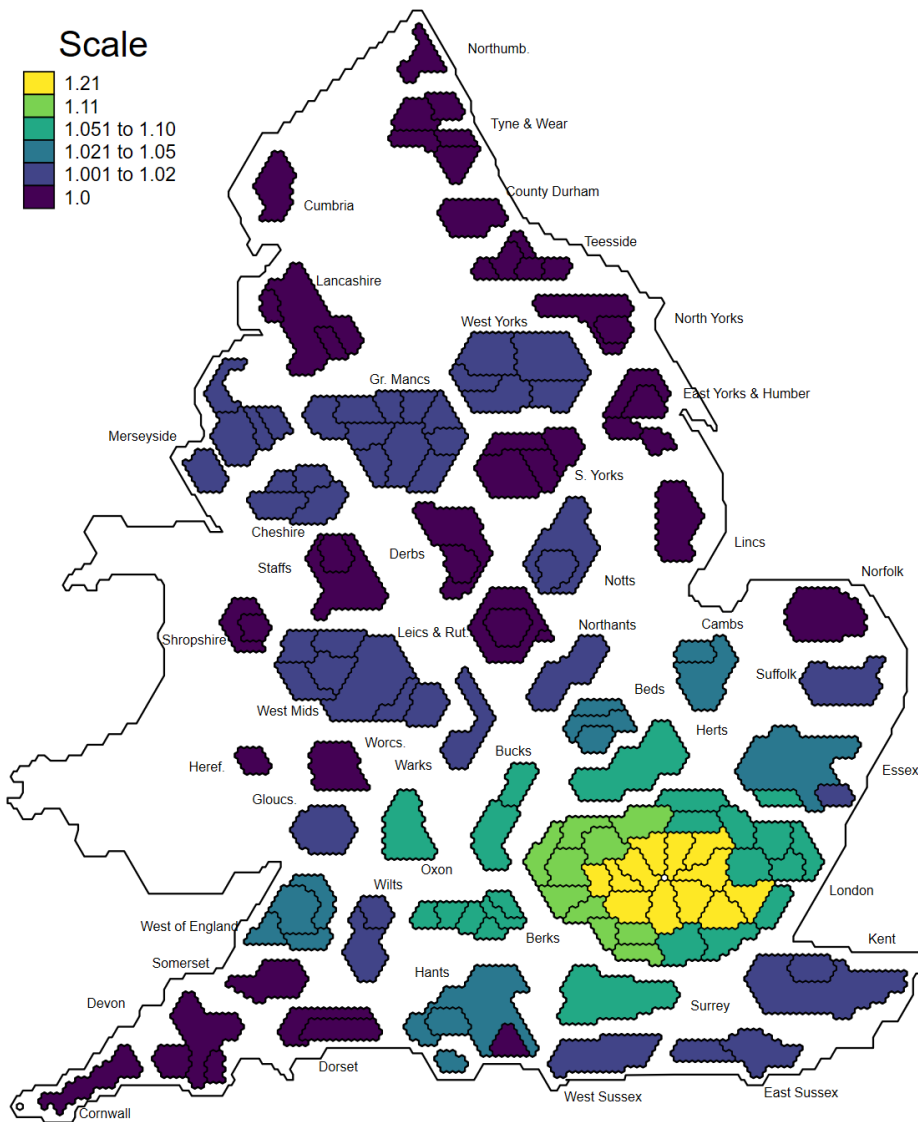 Scale
1.21
1.11
1.051 to 1.10
1.021 to 1.05
1.001 to 1.02
1.0
Northumb.
Tyne & Wear
County Durham
Cumbria
Teesside
Lancashire
North Yorks
West Yorks
Gr. Mancs
East Yorks & Humber
Merseyside
S. Yorks
Cheshire
Lincs
Derbs
Staffs
Notts
Norfolk
Shropshire
Leics & Rut.
Northants
Cambs
Suffolk
Beds
West Mids
Herts
Worcs.
Bucks
Warks
Heref.
Essex
Gloucs.
Oxon
Wilts
London
West of England
Berks
Kent
Somerset
Hants
Devon
Surrey
Dorset
West Sussex
East Sussex
Cornwall